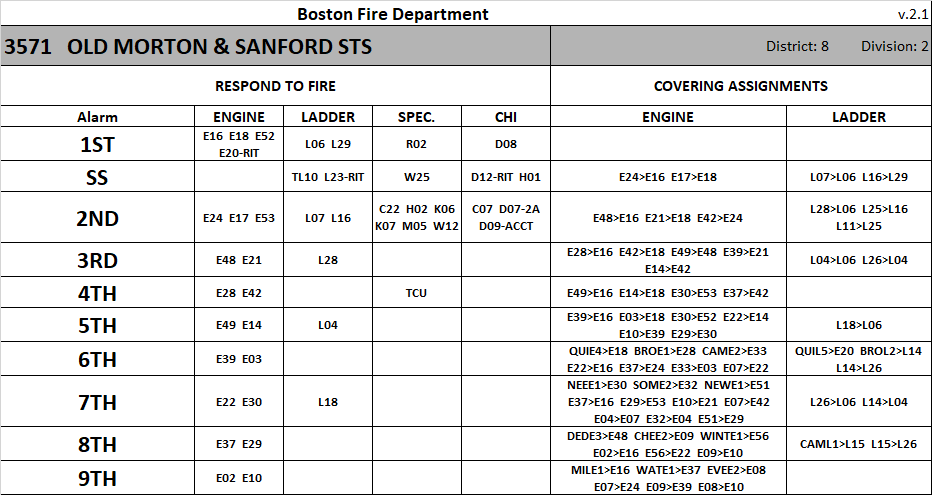 Boston Fire Department v.2.1
3571 OLD MORTON & SANFORD STS District: 8 Division: 2
RESPOND TO FIRE COVERING ASSIGNMENTS
Alarm ENGINE LADDER SPEC. CHI ENGINE LADDER
1ST E16 E18 E52 E20-RIT L06 L29 R02 D08
SS TL10 L23-RIT W25 D12-RIT H01 E24>E16 E17>E18 L07>L06 L16>L29
2ND E24 E17 E53 L07 L16 C22 H02 K06 K07 M05 W12 C07 D07-2A D09-ACCT E48>E16 E21>E18 E42>E24 L28>L06 L25>L16 L11>L25
3RD E48 E21 L28 E28>E16 E42>E18 E49>E48 E39>E21 E14>E42 L04>L06 L26>L04
4TH E28 E42 TCU E49>E16 E14>E18 E30>E53 E37>E42
5TH E49 E14 L04 E39>E16 E03>E18 E30>E52 E22>E14 E10>E39 E29>E30 L18>L06
6TH E39 E03 QUIE4>E18 BROE1>E28 CAME2>E33 E22>E16 E37>E24 E33>E03 E07>E22 QUIL5>E20 BROL2>L14 L14>L26
7TH E22 E30 L18 NEEE1>E30 SOME2>E32 NEWE1>E51 E37>E16 E29>E53 E10>E21 E07>E42 E04>E07 E32>E04 E51>E29 L26>L06 L14>L04
8TH E37 E29 DEDE3>E48 CHEE2>E09 WINTE1>E56 E02>E16 E56>E22 E09>E10 CAML1>L15 L15>L26
9TH E02 E10 MILE1>E16 WATE1>E37 EVEE2>E08 E07>E24 E09>E39 E08>E10